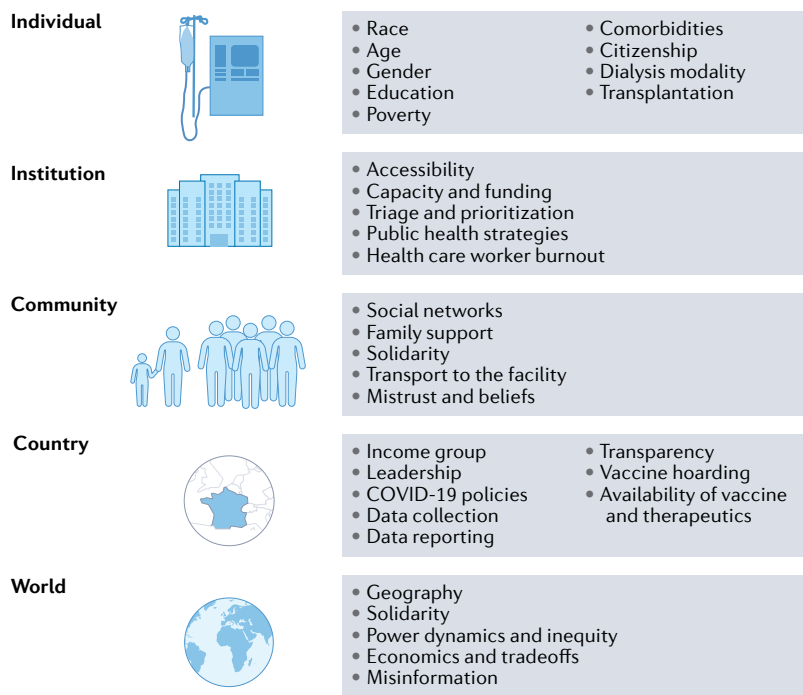 Individual
• Race
• Age
• Gender
• Education
• Poverty
• Comorbidities
• Citizenship
• Dialysis modality
• Transplantation
Institution
• Accessibility
• Capacity and funding
• Triage and prioritization
• Public health strategies
• Health care worker burnout
Community
• Social networks
• Family support
• Solidarity
• Transport to the facility
• Mistrust and beliefs
Country
• Income group
• Leadership
• COVID-19 policies
• Data collection
• Data reporting
• Transparency
• Vaccine hoarding
• Availability of vaccine
and therapeutics
World
• Geography
• Solidarity
• Power dynamics and inequity
• Economics and tradeoffs
• Misinformation